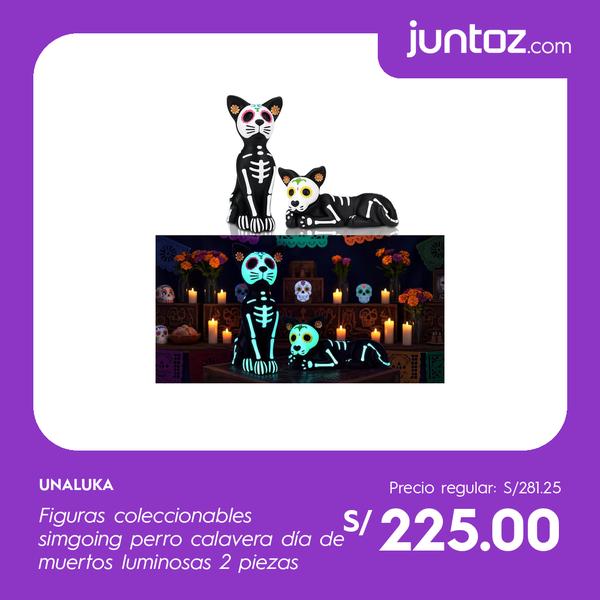 juntoz.com
UNALUKA
Figuras coleccionables
simgoing perro calavera día de
muertos luminosas 2 piezas
Precio regular: S/281.25
S/ 225.00